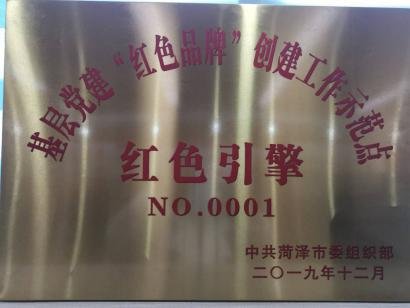 基层党建“红色品牌”创建工作示范点
红色引擎
NO.0001
中共菏泽市委组织部
二〇一九年十二月